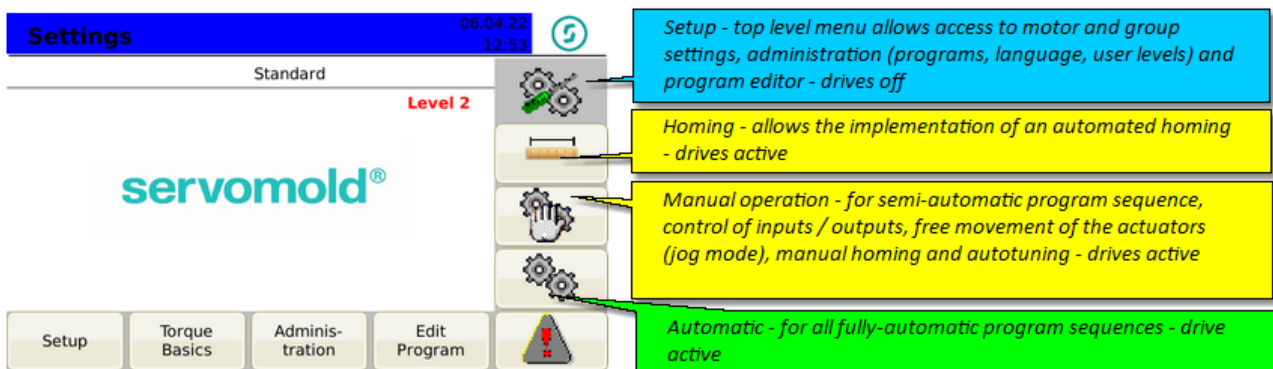 Settings
06.04.22
12:53
Standard
Level 2
servomold®
Setup
Torque
Basics
Adminis-
tration
Edit
Program
Setup - top level menu allows access to motor and group
settings, administration (programs, language, user levels) and
program editor - drives off
Homing - allows the implementation of an automated homing
- drives active
Manual operation - for semi-automatic program sequence,
control of inputs / outputs, free movement of the actuators
(jog mode), manual homing and autotuning - drives active
Automatic - for all fully-automatic program sequences - drive
active